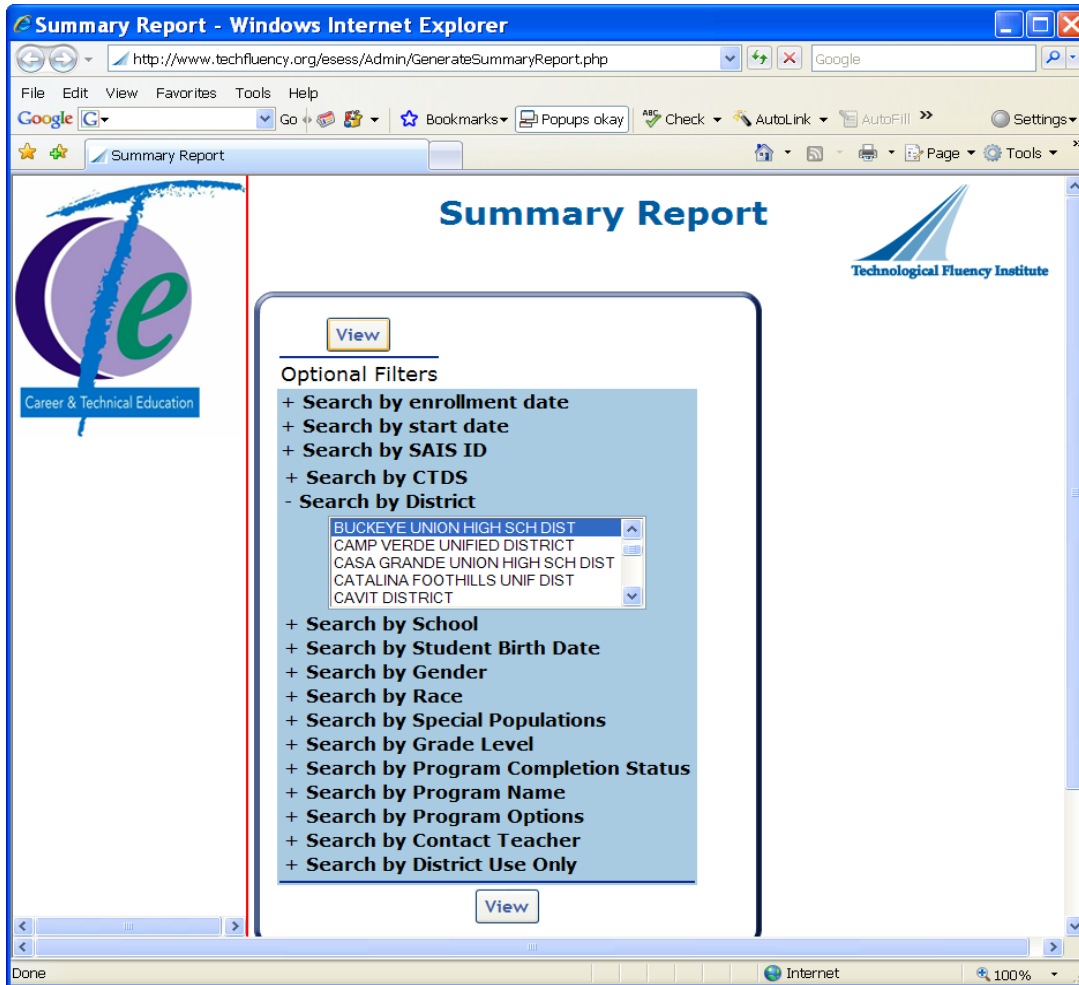 Summary Report - Windows Internet Explorer
http://www.techfluency.org/esess/Admin/GenerateSummaryReport.php
Google
File Edit View Favorites Tools Help
Google G Go Bookmarks Popups okay ABC Check AutoLink AutoFill » Settings
Summary Report Page Tools »
Summary Report
CTe
Career & Technical Education
Technological Fluency Institute
View
Optional Filters
+ Search by enrollment date
+ Search by start date
+ Search by SAIS ID
+ Search by CTDS
- Search by District
BUCKEYE UNION HIGH SCH DIST
CAMP VERDE UNIFIED DISTRICT
CASA GRANDE UNION HIGH SCH DIST
CATALINA FOOTHILLS UNIF DIST
CAVIT DISTRICT
+ Search by School
+ Search by Student Birth Date
+ Search by Gender
+ Search by Race
+ Search by Special Populations
+ Search by Grade Level
+ Search by Program Completion Status
+ Search by Program Name
+ Search by Program Options
+ Search by Contact Teacher
+ Search by District Use Only
View
Done Internet 100%